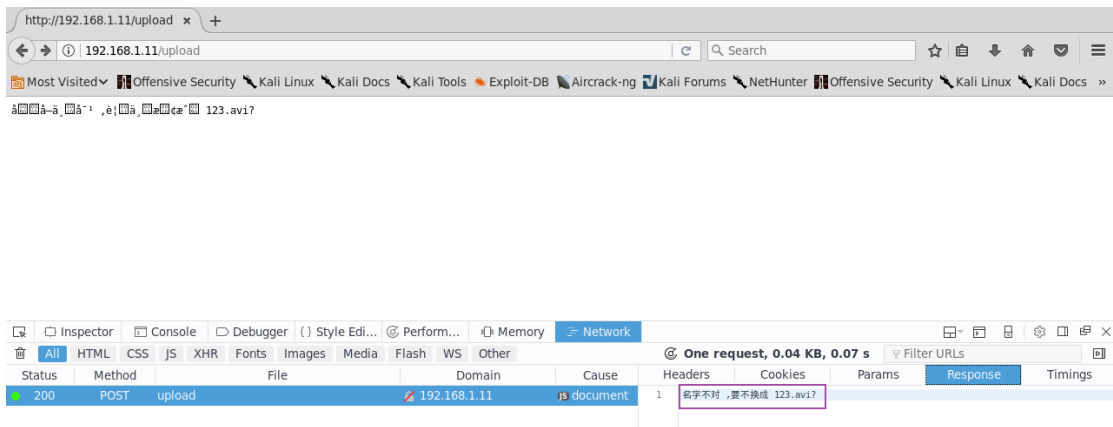 http://192.168.1.11/upload × +
192.168.1.11/upload Search
Most Visited Offensive Security Kali Linux Kali Docs Kali Tools Exploit-DB Aircrack-ng Kali Forums NetHunter Offensive Security Kali Linux Kali Docs »
123.avi?
Inspector Console Debugger {} Style Edi... Perform... Memory Network
All HTML CSS JS XHR Fonts Images Media Flash WS Other One request, 0.04 KB, 0.07 s Filter URLs
Status Method File Domain Cause Headers Cookies Params Response Timings
200 POST upload 192.168.1.11 JS document 1 名字不对 ,要不换成 123.avi?